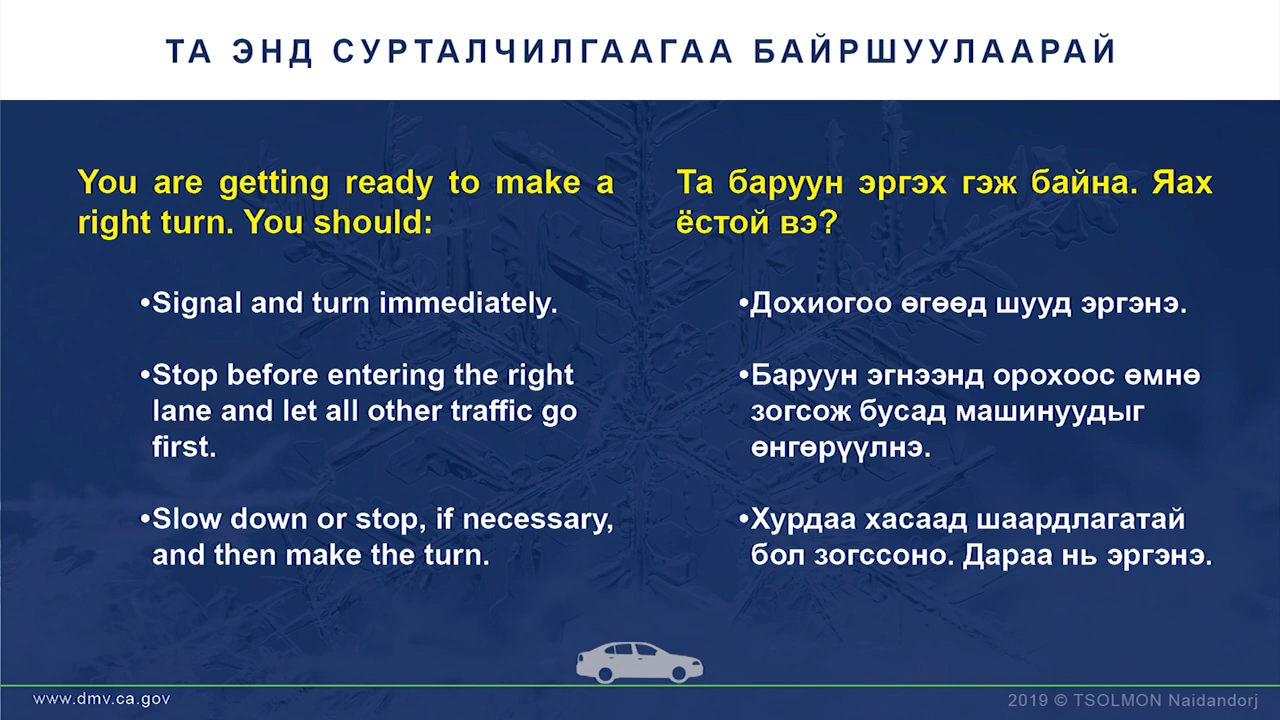 ТА ЭНД СУРТАЛЧИЛГААГАА БАЙРШУУЛААРАЙ
You are getting ready to make a
right turn. You should:
•Signal and turn immediately.
•Stop before entering the right
lane and let all other traffic go
first.
•Slow down or stop, if necessary,
and then make the turn.
Та баруун эргэх гэж байна. Яах
ёстой вэ?
•Дохиогоо өгөөд шууд эргэнэ.
•Баруун эгнээнд орохоос өмнө
зогсож бусад машинуудыг
өнгөрүүлнэ.
•Хурдаа хасаад шаардлагатай
бол зогссоно. Дараа нь эргэнэ.
www.dmv.ca.gov
2019 © TSOLMON Naidandorj